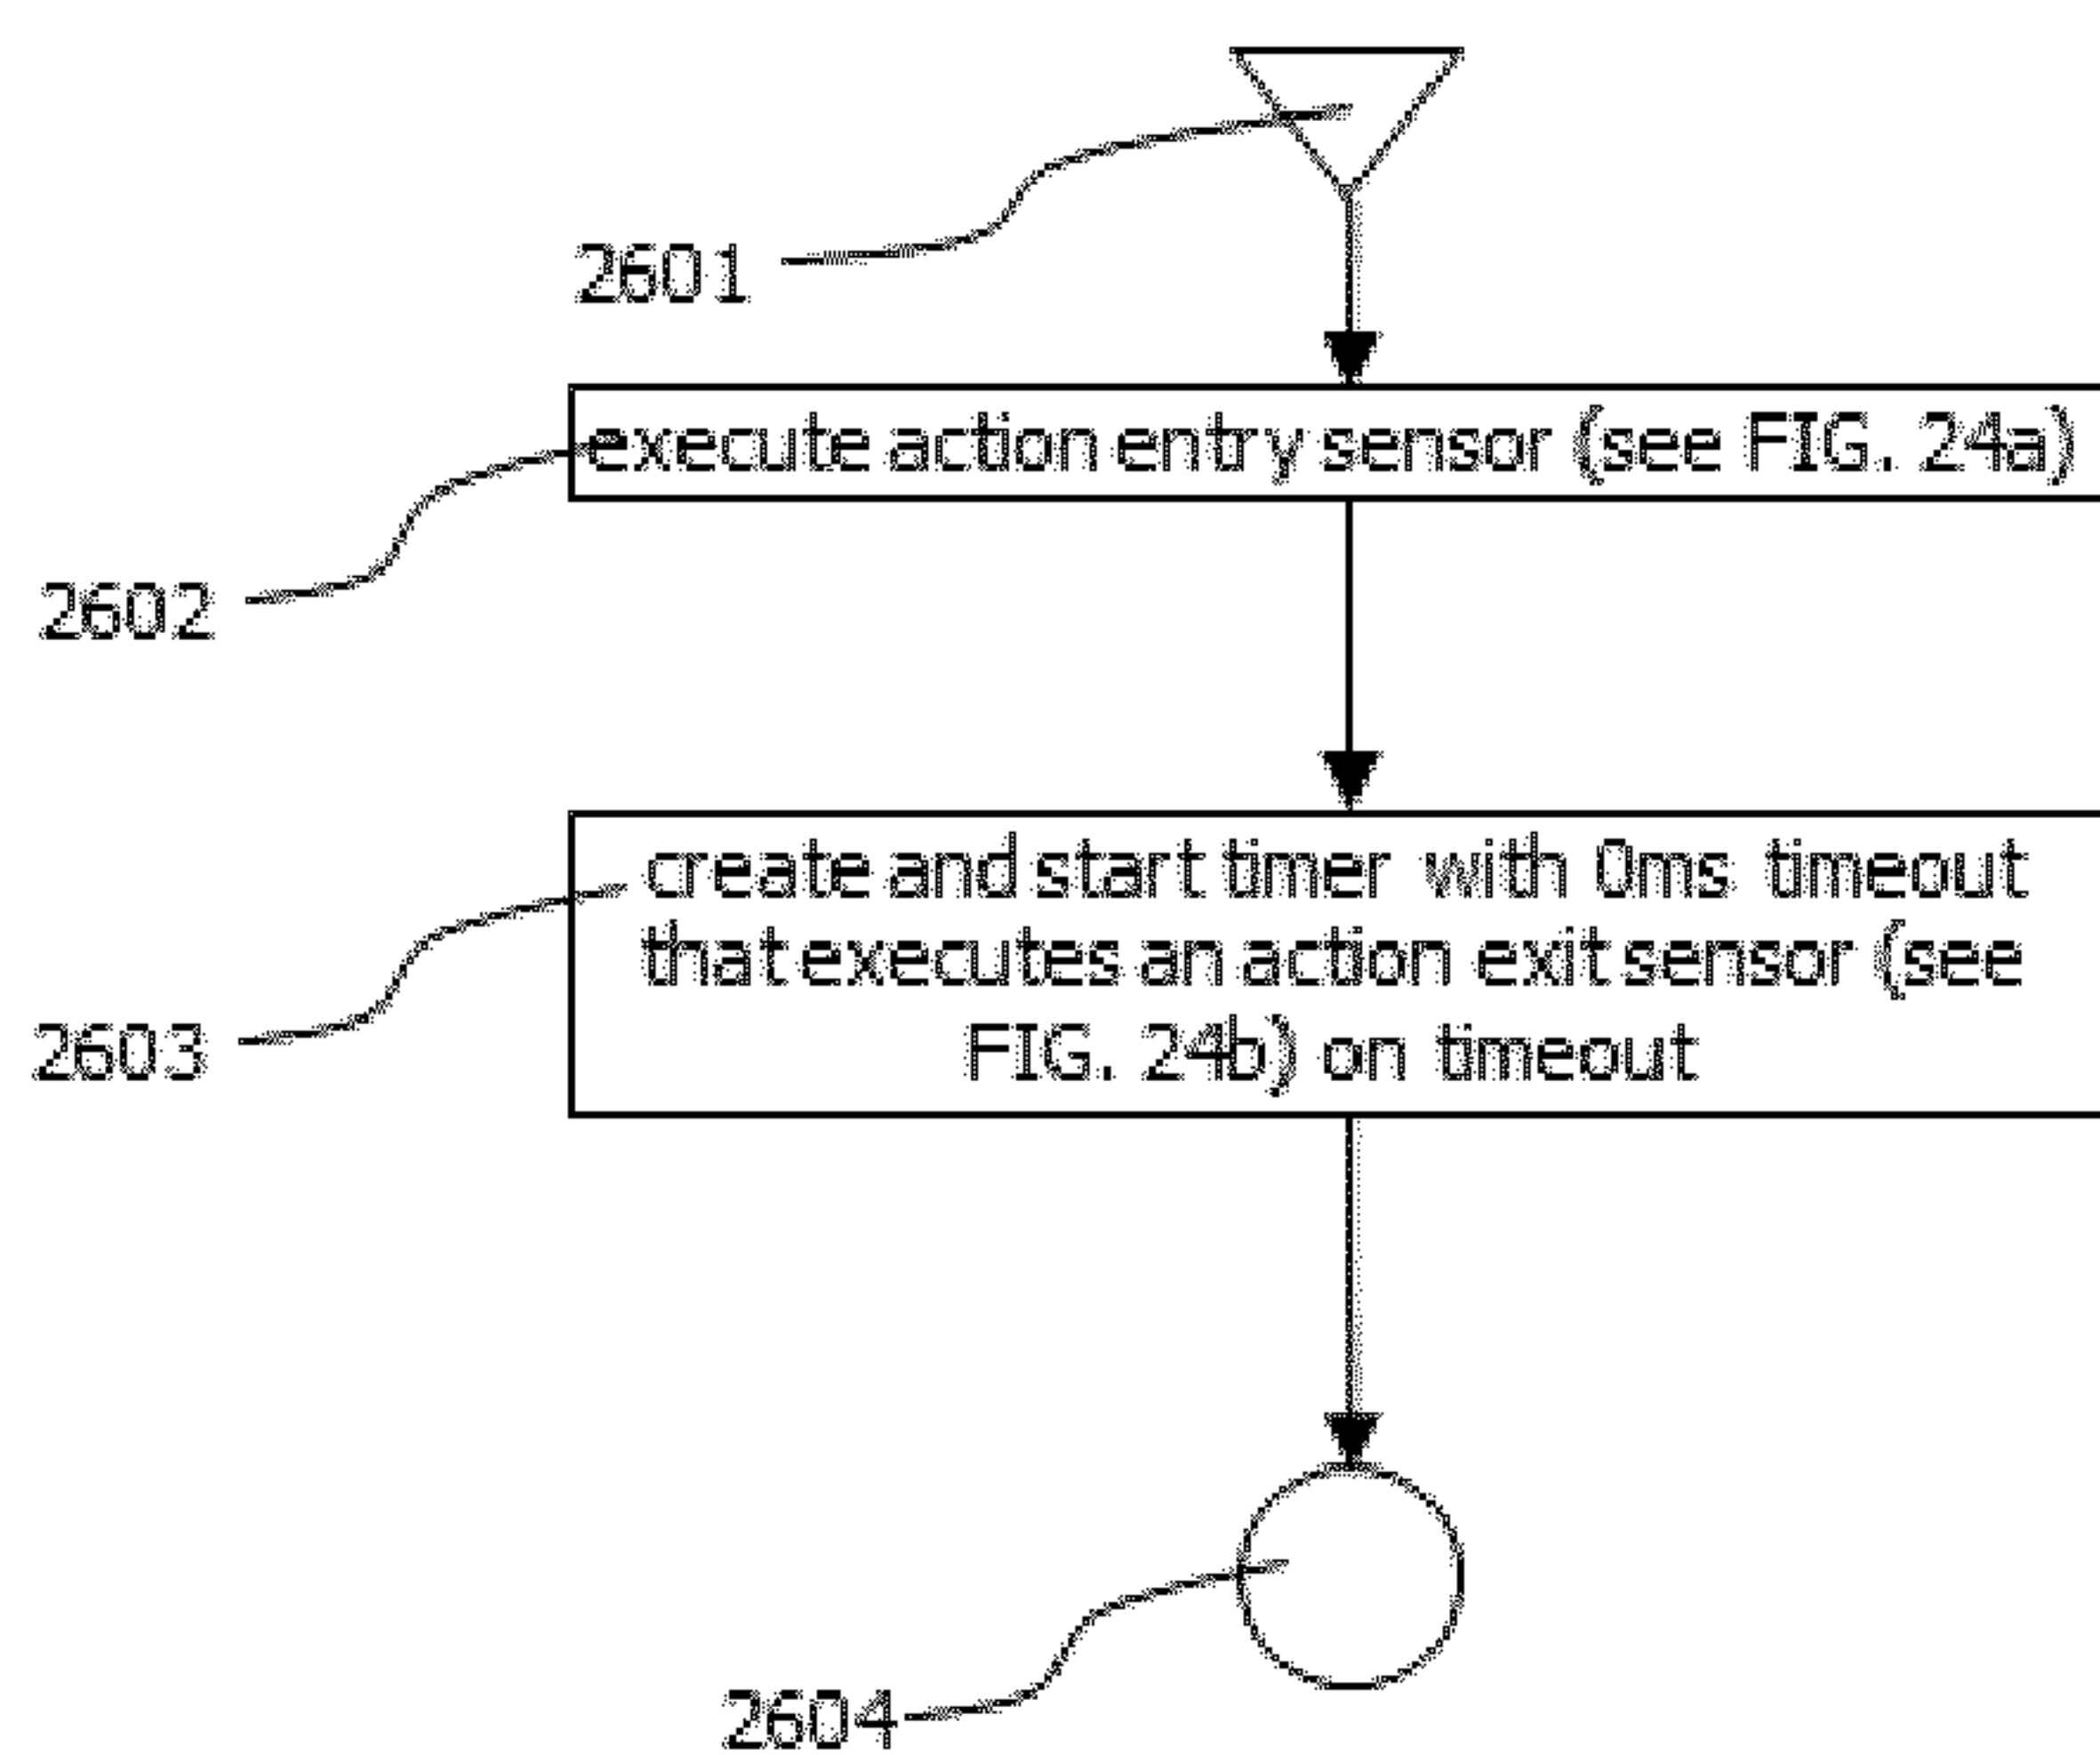 2601
execute action entry sensor (see FIG. 24a)
2602
create and start timer with 0ms timeout
that executes an action exit sensor (see
FIG. 24b) on timeout
2603
2604